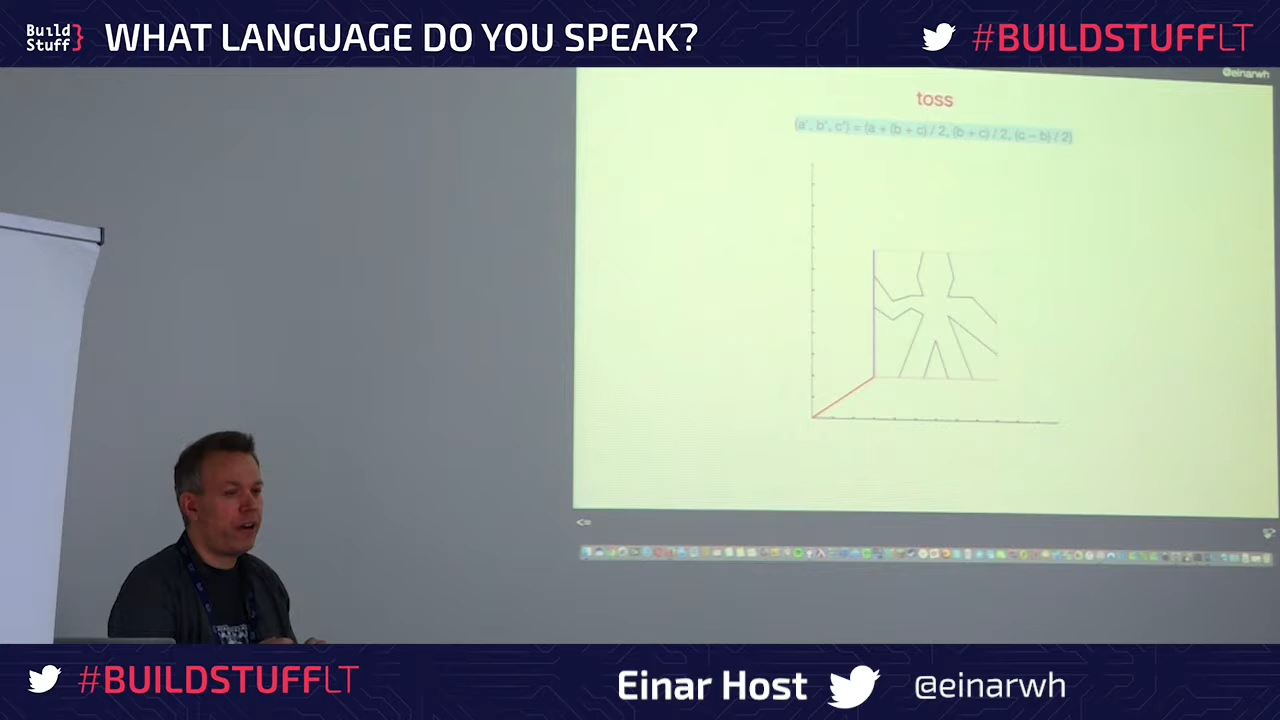 Build
Stuff}
WHAT LANGUAGE DO YOU SPEAK?
#BUILDSTUFFLT
@einarwh
toss
(a’, b’, c’) = (a + (b + c) / 2, (b + c) / 2, (c − b) / 2)
<=
#BUILDSTUFFLT
Einar Host
@einarwh